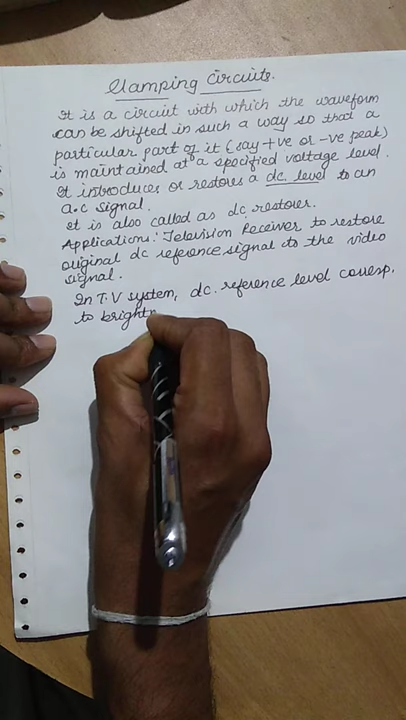 Clamping Circuits.
It is a circuit with which the waveform
can be shifted in such a way so that a
particular part of it (say +ve or -ve peak)
is maintained at a specified voltage level.
It introduces or restores a dc level to an
a.c signal.
It is also called as dc restorer.
Applications: Television Receiver to restore
original dc reference signal to the video
signal.
In T.V system, dc. reference level corresp.
to brightn